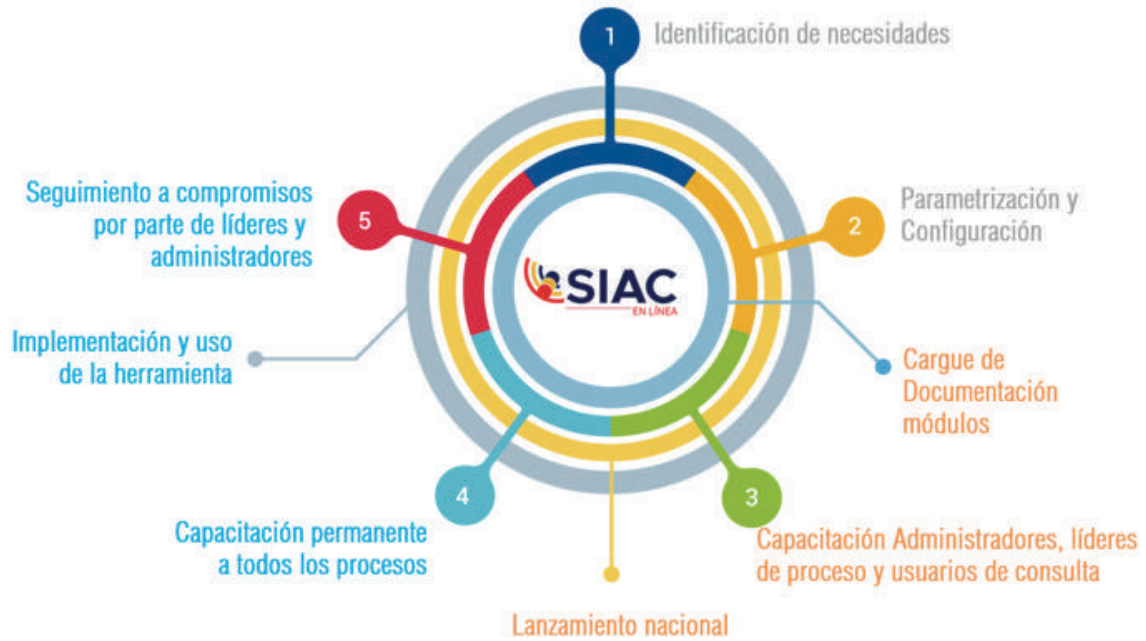 1
Identificación de necesidades
2
Parametrización y
Configuración
Cargue de
Documentación
módulos
3
Capacitación Administradores, líderes
de proceso y usuarios de consulta
Lanzamiento nacional
4
Capacitación permanente
a todos los procesos
Implementación y uso
de la herramienta
5
Seguimiento a compromisos
por parte de líderes y
administradores
SIAC
EN LÍNEA